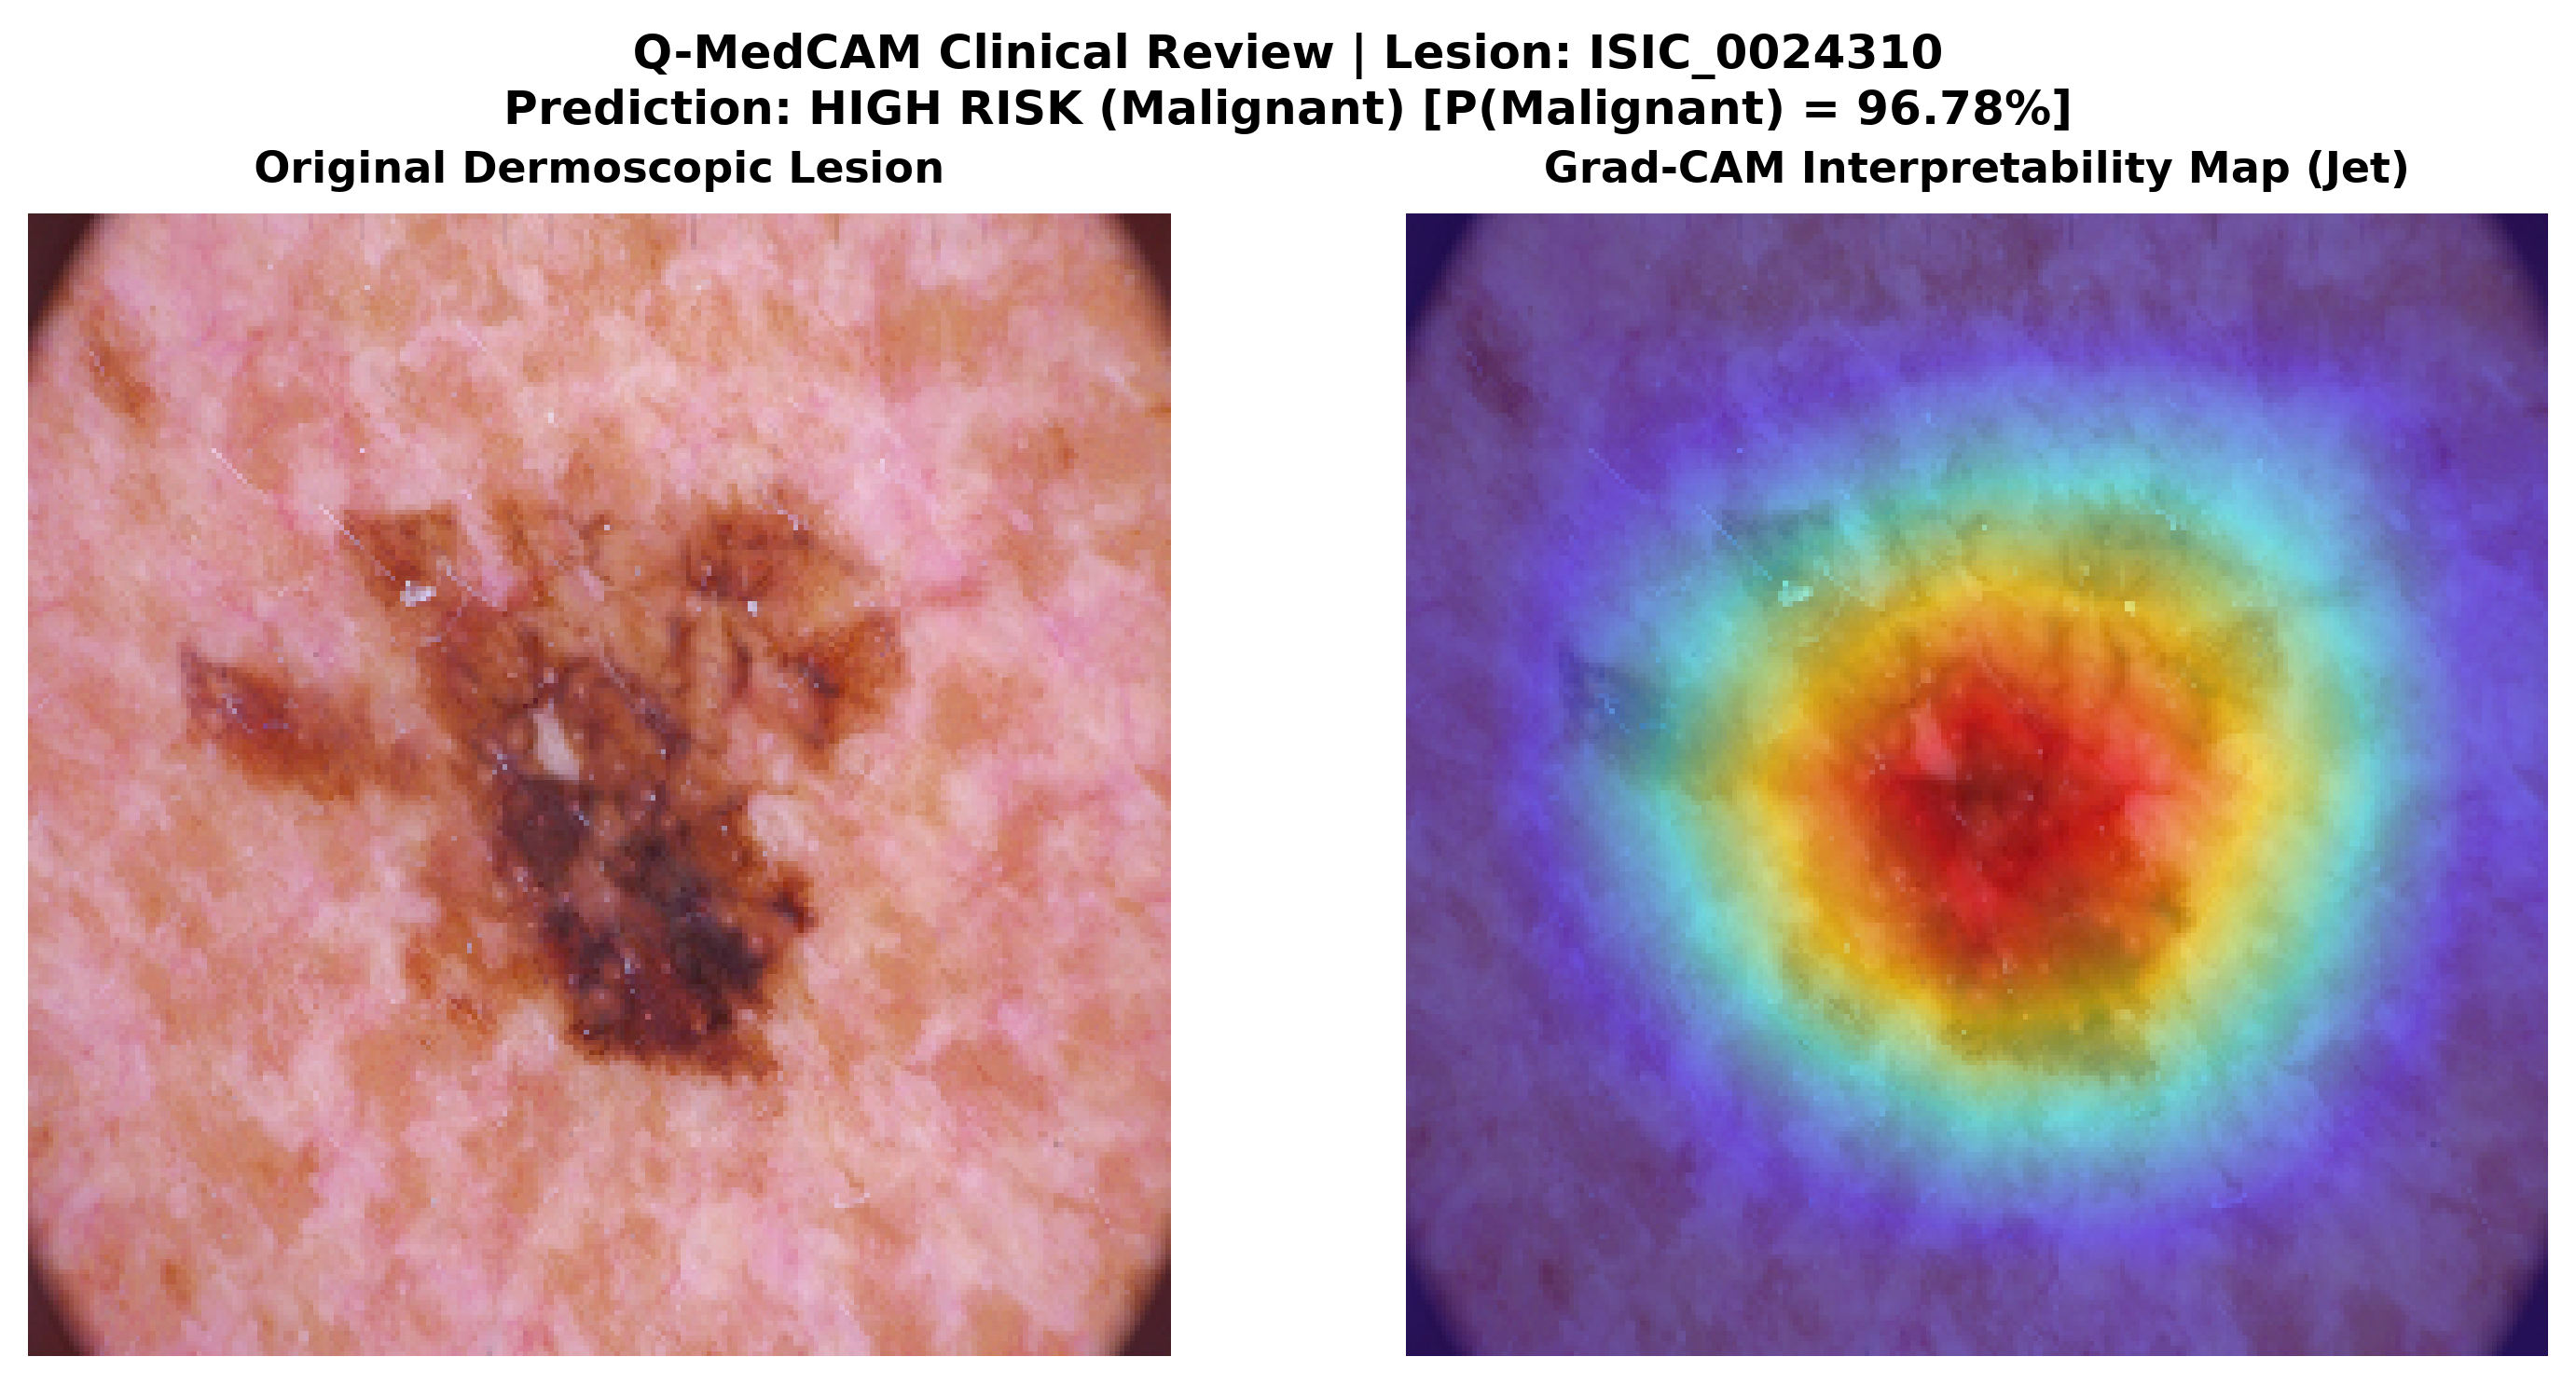 Q-MedCAM Clinical Review | Lesion: ISIC_0024310
Prediction: HIGH RISK (Malignant) [P(Malignant) = 96.78%]
Original Dermoscopic Lesion
Grad-CAM Interpretability Map (Jet)